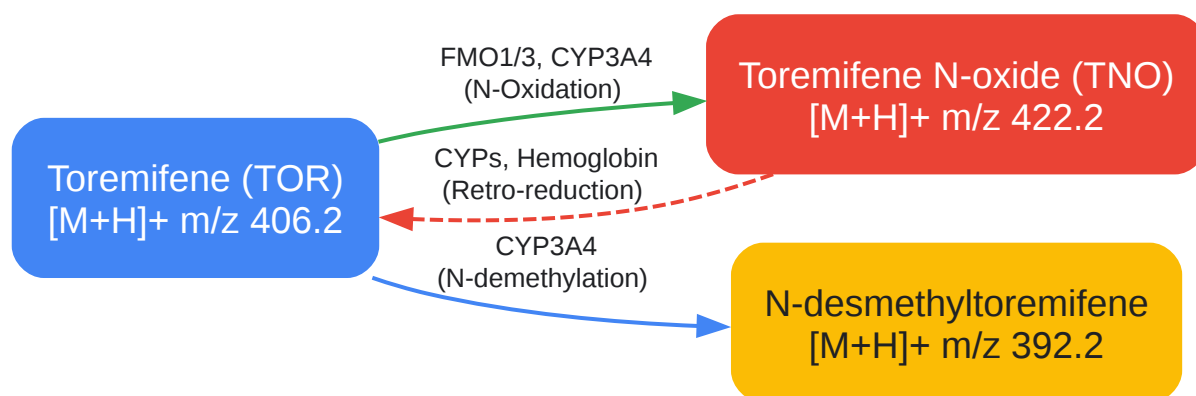 FMO1/3, CYP3A4
(N-Oxidation)
Toremifene N-oxide (TNO)
[M+H]+ m/z 422.2
Toremifene (TOR)
[M+H]+ m/z 406.2
CYPs, Hemoglobin
(Retro-reduction)
CYP3A4
(N-demethylation)
N-desmethyltoremifene
[M+H]+ m/z 392.2